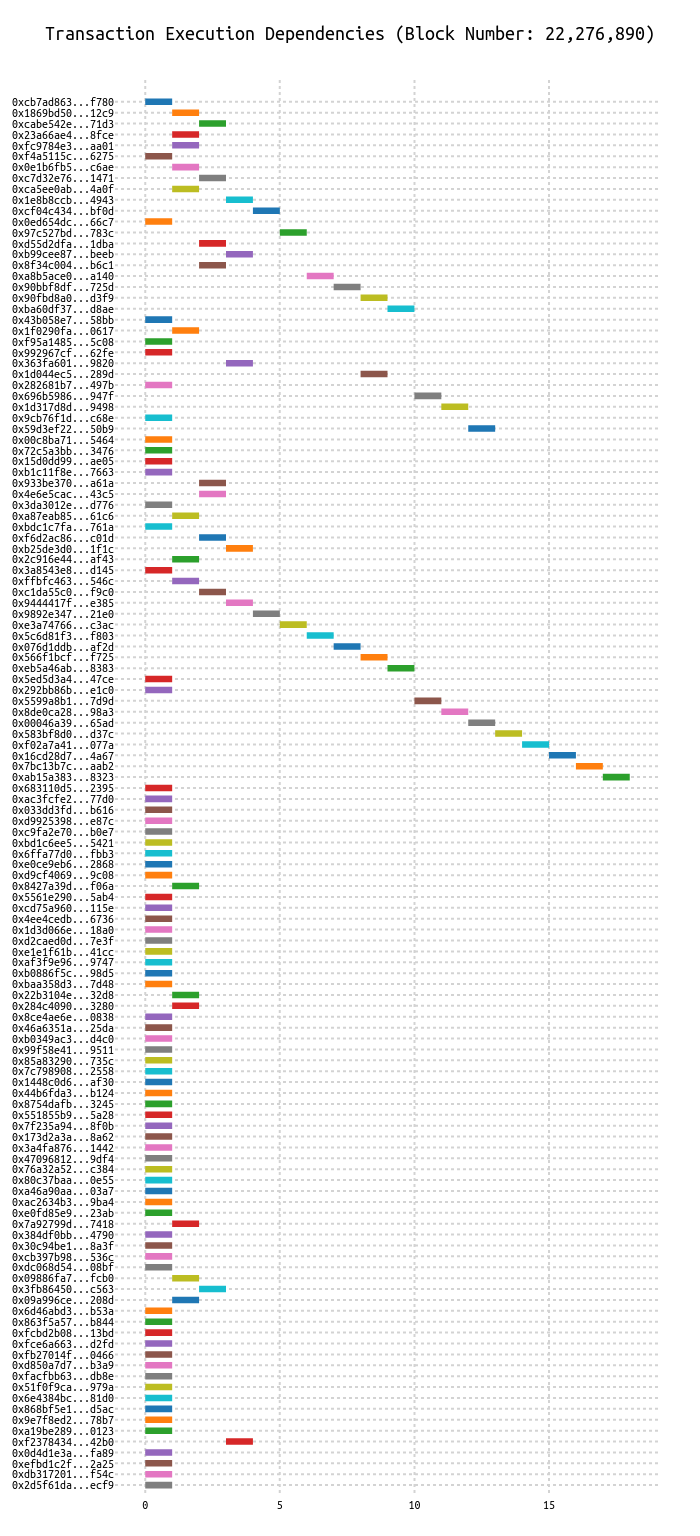 Transaction Execution Dependencies (Block Number: 22,276,890)
0xcb7ad863...f780
0x1869bd50...12c9
0xcabe542e...71d3
0x23a66ae4...8fce
0xfc9784e3...aa01
0xf4a5115c...6275
0x0e1b6fb5...c6ae
0xc7d32e76...1471
0xca5ee0ab...4a0f
0x1e8b8ccb...4943
0xcf04c434...bf0d
0x0ed654dc...66c7
0x97c527bd...783c
0xd55d2dfa...1dba
0xb99cee87...beeb
0x8f34c004...b6c1
0xa8b5ace0...a140
0x90bbf8df...725d
0x90fbd8a0...d3f9
0xba60df37...d8ae
0x43b058e7...58bb
0x1f0290fa...0617
0xf95a1485...5c08
0x992967cf...62fe
0x363fa601...9820
0x1d044ec5...289d
0x282681b7...497b
0x696b5986...947f
0x1d317d8d...9498
0x9cb76f1d...c68e
0x59d3ef22...50b9
0x00c8ba71...5464
0x72c5a3bb...3476
0x15d0dd99...ae05
0xb1c11f8e...7663
0x933be370...a61a
0x4e6e5cac...43c5
0x3da3012e...d776
0xa87eab85...61c6
0xbdc1c7fa...761a
0xf6d2ac86...c01d
0xb25de3d0...1f1c
0x2c916e44...af43
0x3a8543e8...d145
0xffbfc463...546c
0xc1da55c0...f9c0
0x9444417f...e385
0x9892e347...21e0
0xe3a74766...c3ac
0x5c6d81f3...f803
0x076d1ddb...af2d
0x566f1bcf...f725
0xeb5a46ab...8383
0x5ed5d3a4...47ce
0x292bb86b...e1c0
0x5599a8b1...7d9d
0x8de0ca28...98a3
0x00046a39...65ad
0x583bf8d0...d37c
0xf02a7a41...077a
0x16cd28d7...4a67
0x7bc13b7c...aab2
0xab15a383...8323
0x683110d5...2395
0xac3fcfe2...77d0
0x033dd3fd...b616
0xd9925398...e87c
0xc9fa2e70...b0e7
0xbd1c6ee5...5421
0x6ffa77d0...fbb3
0xe0ce9eb6...2868
0xd9cf4069...9c08
0x8427a39d...f06a
0x5561e290...5ab4
0xcd75a960...115e
0x4ee4cedb...6736
0x1d3d066e...18a0
0xd2caed0d...7e3f
0xe1e1f61b...41cc
0xaf3f9e96...9747
0xb0886f5c...98d5
0xbaa358d3...7d48
0x22b3104e...32d8
0x284c4090...3280
0x8ce4ae6e...0838
0x46a6351a...25da
0xb0349ac3...d4c0
0x99f58e41...9511
0x85a83290...735c
0x7c798908...2558
0x1448c0d6...af30
0x44b6fda3...b124
0x8754dafb...3245
0x551855b9...5a28
0x7f235a94...8f0b
0x173d2a3a...8a62
0x3a4fa876...1442
0x47096812...9df4
0x76a32a52...c384
0x80c37baa...0e55
0xa46a90aa...03a7
0xac2634b3...9ba4
0xe0fd85e9...23ab
0x7a92799d...7418
0x384df0bb...4790
0x30c94be1...8a3f
0xcb397b98...536c
0xdc068d54...08bf
0x09886fa7...fcb0
0x3fb86450...c563
0x09a996ce...208d
0x6d46abd3...b53a
0x863f5a57...b844
0xfcbd2b08...13bd
0xfce6a663...d2fd
0xfb27014f...0466
0xd850a7d7...b3a9
0xfacfbb63...db8e
0x51f0f9ca...979a
0x6e4384bc...81d0
0x868bf5e1...d5ac
0x9e7f8ed2...78b7
0xa19be289...0123
0xf2378434...42b0
0x0d4d1e3a...fa89
0xefbd1c2f...2a25
0xdb317201...f54c
0x2d5f61da...ecf9
0 5 10 15